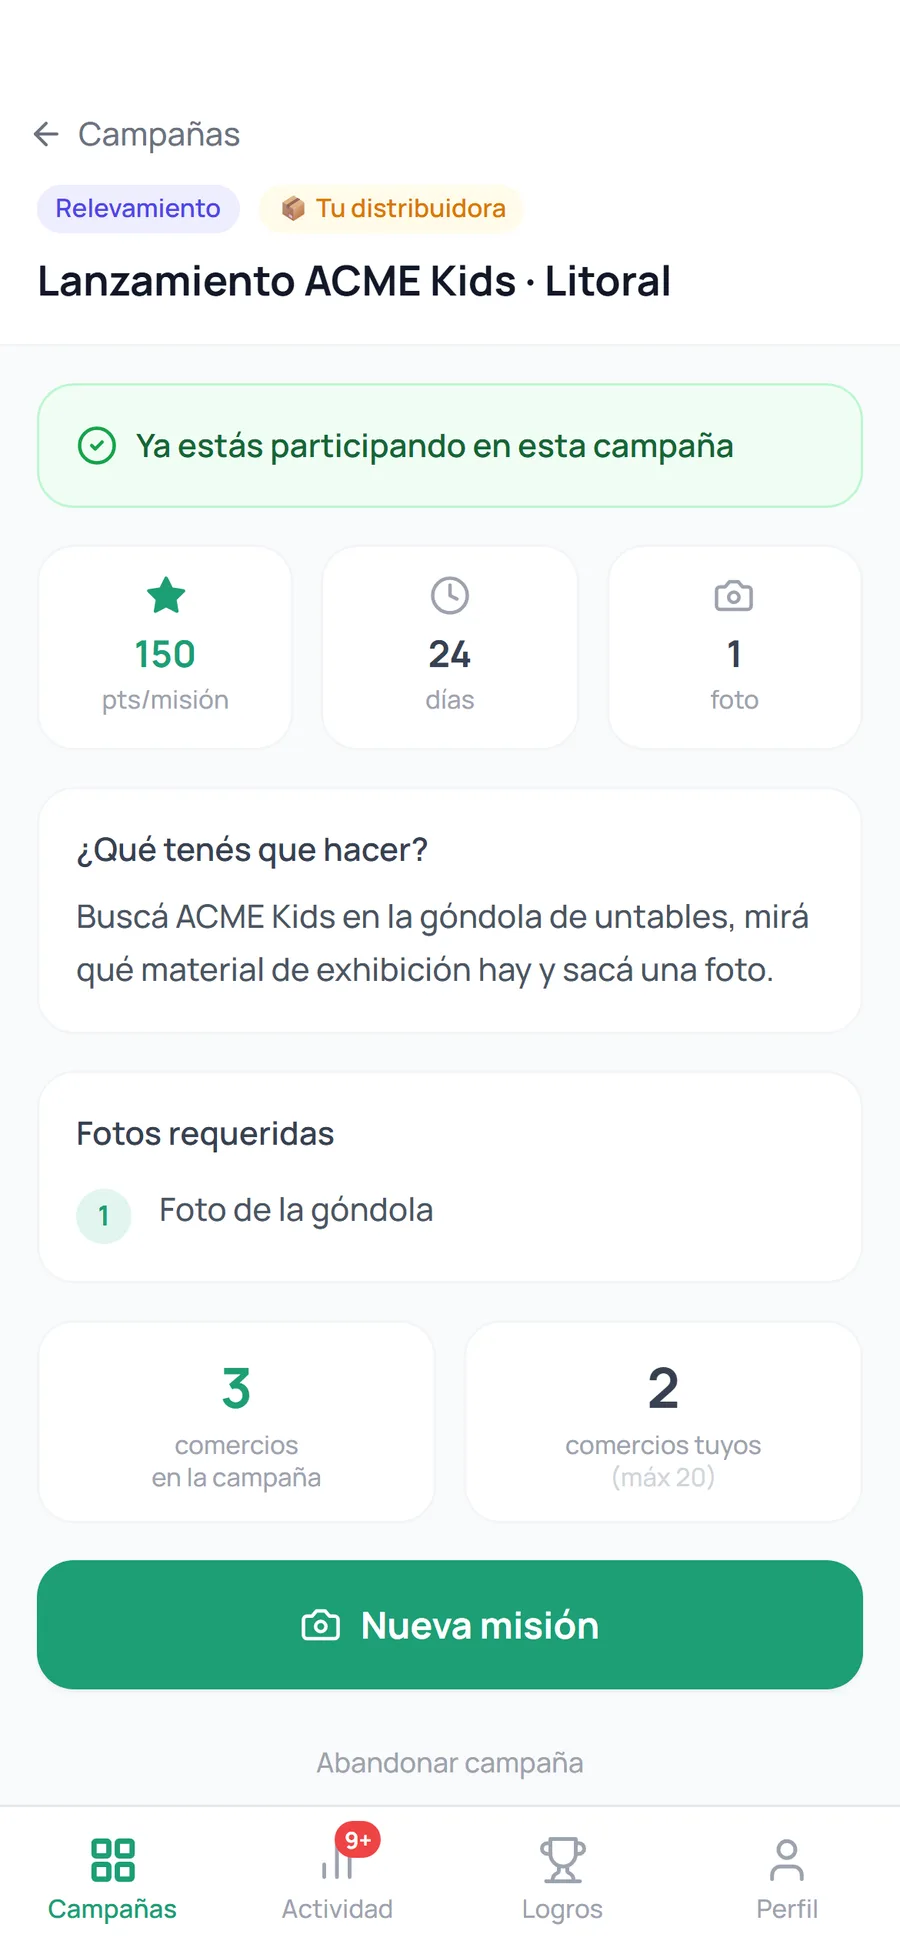 Campañas
Relevamiento
Tu distribuidora
Lanzamiento ACME Kids · Litoral
Ya estás participando en esta campaña
150
pts/misión
24
días
1
foto
¿Qué tenés que hacer?
Buscá ACME Kids en la góndola de untables, mirá
qué material de exhibición hay y sacá una foto.
Fotos requeridas
1
Foto de la góndola
3
comercios
en la campaña
2
comercios tuyos
(máx 20)
Nueva misión
Abandonar campaña
9+
Campañas
Actividad
Logros
Perfil